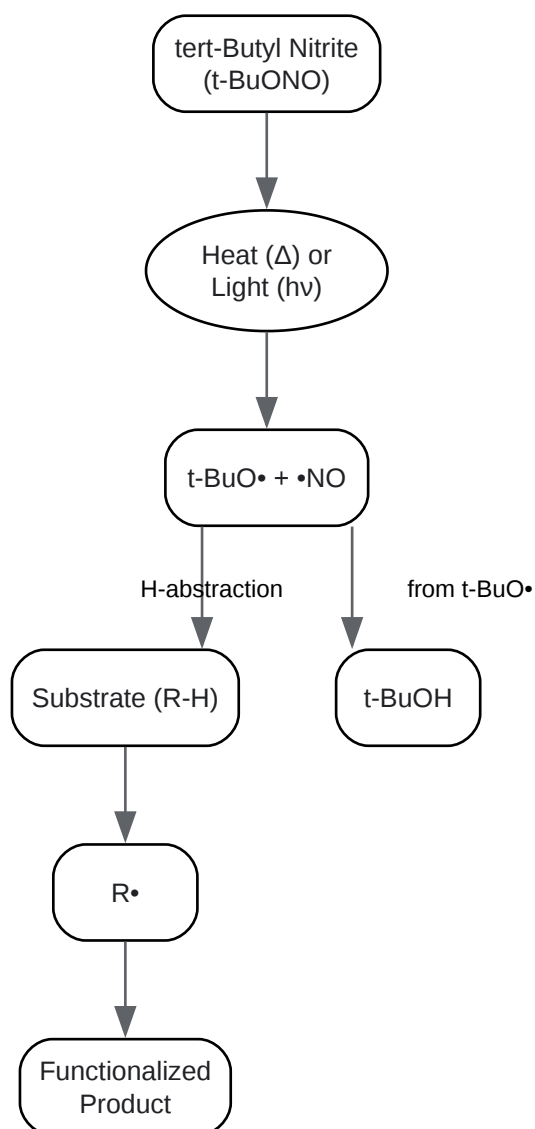 tert-Butyl Nitrite
(t-BuONO)
Heat (Δ) or
Light (hν)
t-BuO• + •NO
H-abstraction
from t-BuO•
Substrate (R-H)
t-BuOH
R•
Functionalized
Product